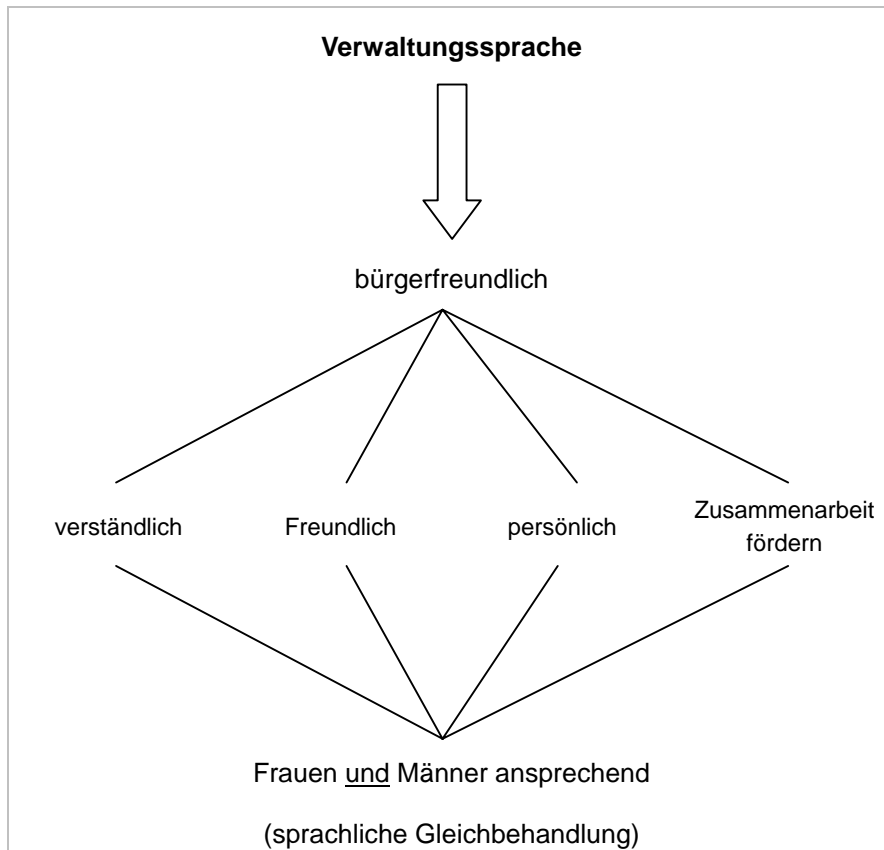 Verwaltungssprache
bürgerfreundlich
verständlich
Freundlich
persönlich
Zusammenarbeit
fördern
Frauen und Männer ansprechend
(sprachliche Gleichbehandlung)